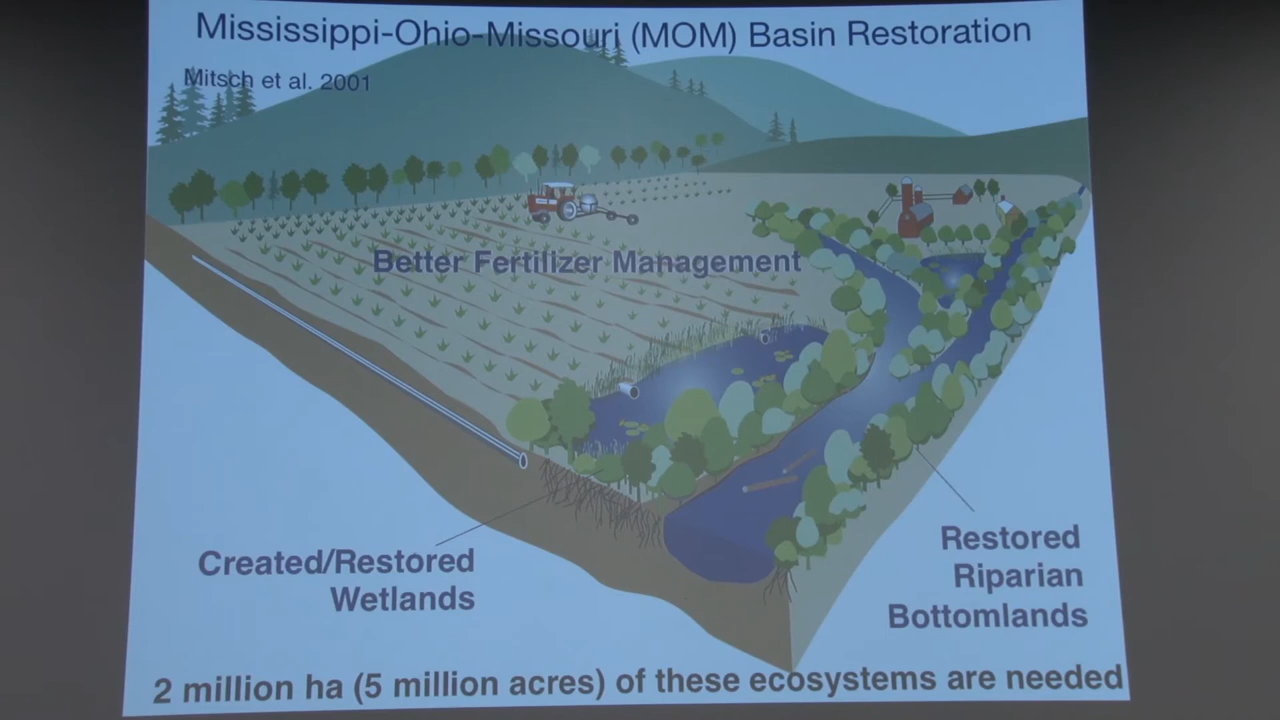 Mississippi-Ohio-Missouri (MOM) Basin Restoration
Mitsch et al. 2001
Better Fertilizer Management
Created/Restored
Wetlands
Restored
Riparian
Bottomlands
2 million ha (5 million acres) of these ecosystems are needed